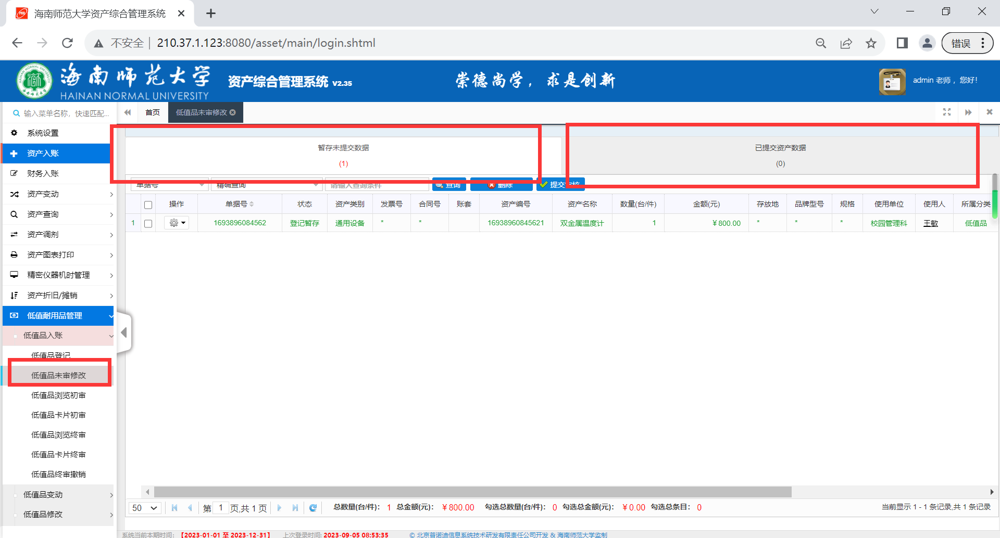 海南师范大学资产综合管理系统
不安全 210.37.1.123:8080/asset/main/login.shtml 错误
海南师范大学
HAINAN NORMAL UNIVERSITY
资产综合管理系统 V2.35
崇德尚学，求是创新
admin 老师 ，您好！
输入菜单名称，快速匹配...
首页 低值品未审修改
系统设置
资产入账
财务入账
资产变动
资产查询
资产调剂
资产图表打印
精密仪器机时管理
资产折旧/摊销
低值耐用品管理
低值品入账
低值品登记
低值品未审修改
低值品浏览初审
低值品卡片初审
低值品浏览终审
低值品卡片终审
低值品终审撤销
低值品变动
低值品修改
暂存未提交数据
(1)
已提交资产数据
(0)
单据号 精确查询 请输入查询条件 查询 删除 提交审核
操作 单据号 状态 资产类别 发票号 合同号 账套 资产编号 资产名称 数量(台/件) 金额(元) 存放地 品牌型号 规格 使用单位 使用人 所属分类
1 1693896084562 登记暂存 通用设备 * * 16938960845621 双金属温度计 1 ￥800.00 * * * 校园管理科 王敏 低值品
50 第 1 页,共 1 页 总数量(台/件)： 1 总金额(元)： ￥800.00 勾选总数量(台/件)： 0 勾选总金额(元)： ￥0.00 勾选总条目： 0 当前显示 1 - 1 条记录,共 1 条记录
系统当前本期时间： 【2023-01-01 至 2023-12-31】 上次登录时间: 2023-09-05 08:53:35 © 北京普诺迪信息系统技术研发有限责任公司开发 & 海南师范大学监制